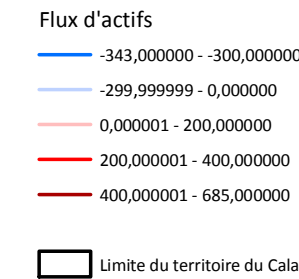 Flux d'actifs
-343,000000 - -300,000000
-299,999999 - 0,000000
0,000001 - 200,000000
200,000001 - 400,000000
400,000001 - 685,000000
Limite du territoire du Cala